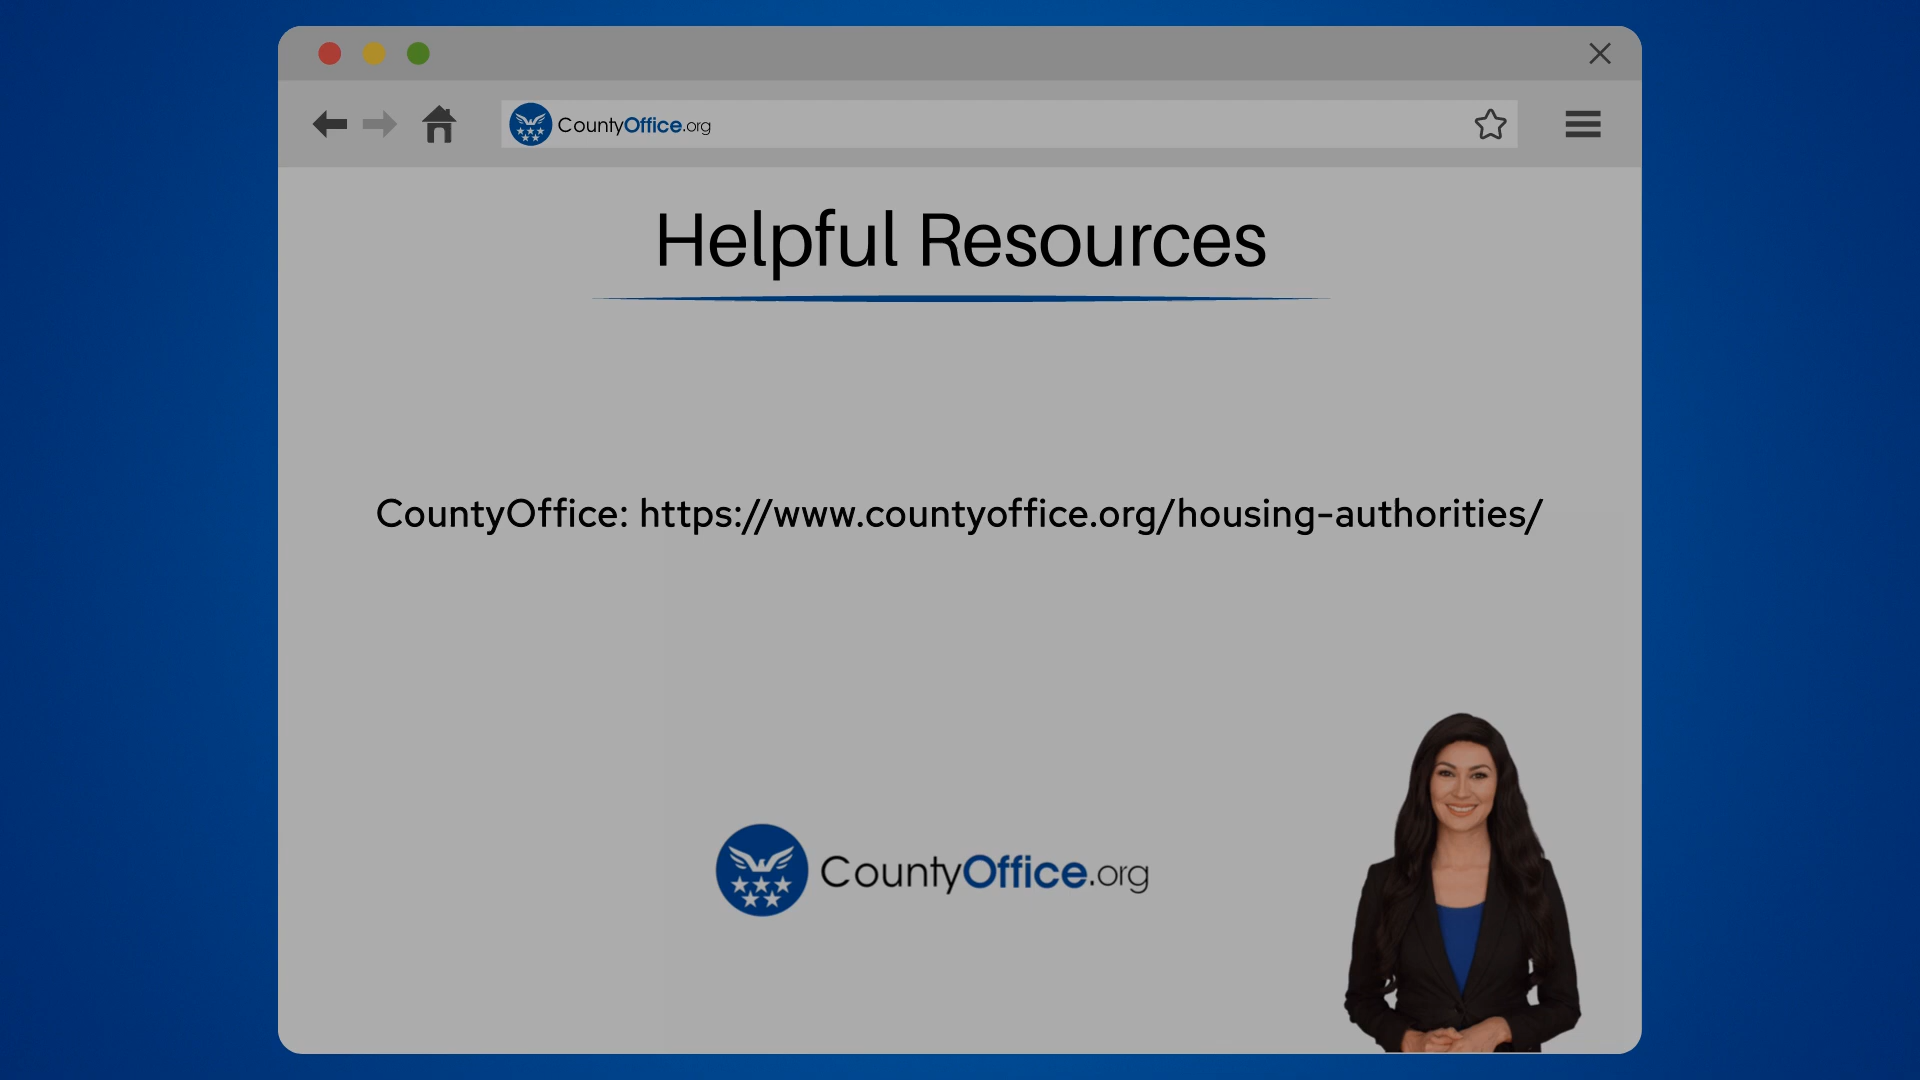 CountyOffice.org
Helpful Resources
CountyOffice: https://www.countyoffice.org/housing-authorities/
CountyOffice.org